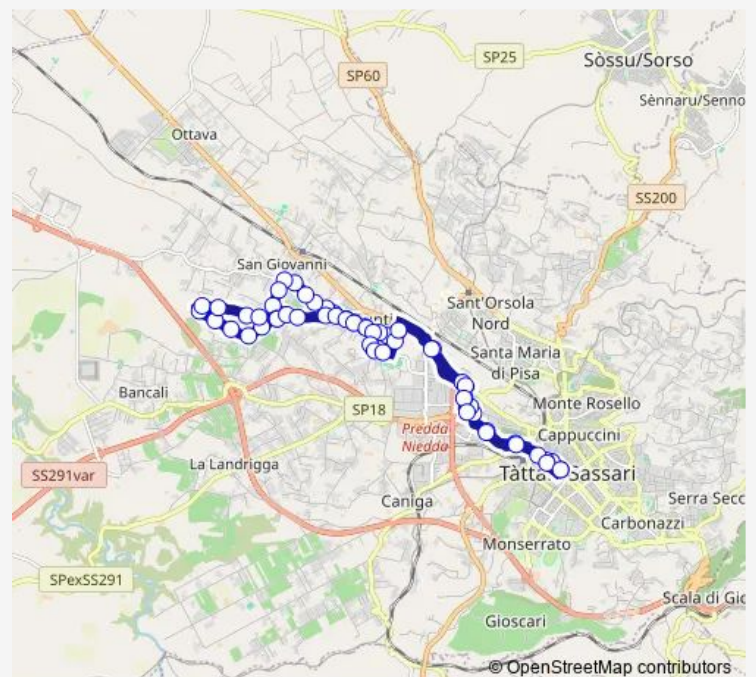 SP25
Sòssu/Sorso
SP60
Sènnaru/Senno
Ottava
SS200
San Giovanni
Sant'Orsola
Nord
Santa Maria
di Pisa
Bancali
SP18
Monte Rosello
Predda
Niedda
Cappuccini
La Landrigga
SS291var
Sassari
Serra Secc
Caniga
Carbonazzi
Monserrato
SPexSS291
Scala di Gio
Gioscari
© OpenStreetMap contributors